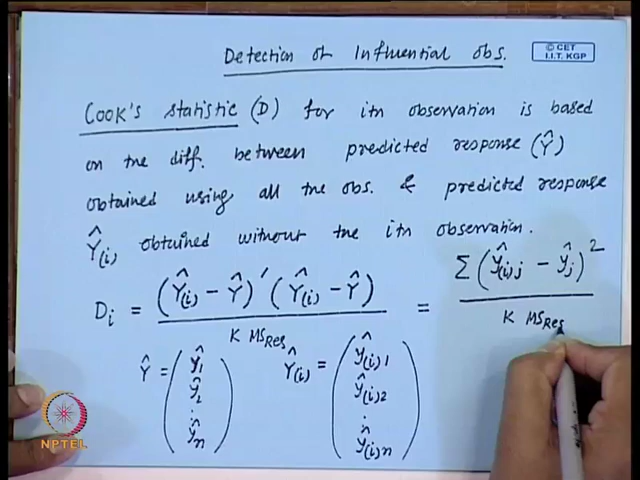 Detection of Influential obs.
© CET
I.I.T. KGP
Cook's statistic (D) for ith observation is based
on the diff. between predicted response (Ŷ)
obtained using all the obs. & predicted response
Ŷ(i) obtained without the ith observation.
Di = (Ŷ(i) − Ŷ)′ (Ŷ(i) − Ŷ) / K MSRes = Σ (ŷ(i)j − ŷj)² / K MSRes
Ŷ = (ŷ1 ŷ2 . ŷn) Ŷ(i) = (ŷ(i)1 ŷ(i)2 . ŷ(i)n)
NPTEL